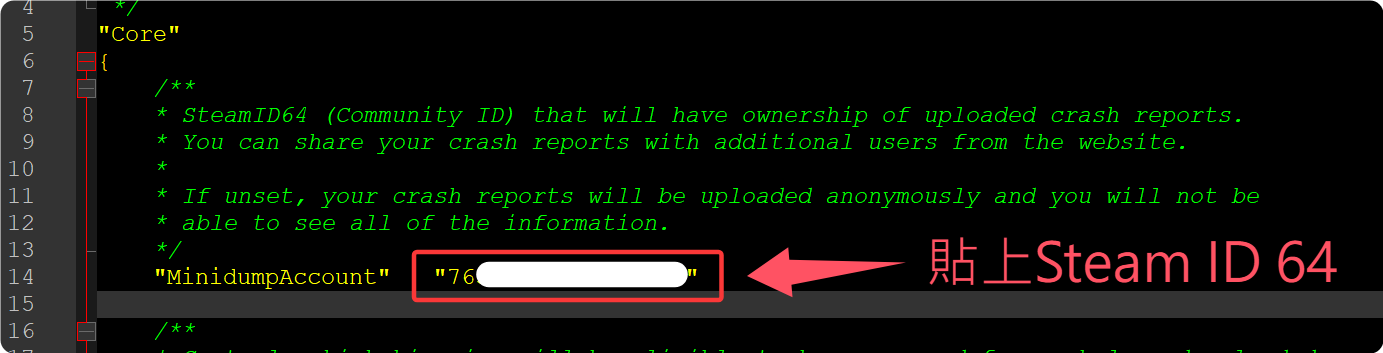 4 */
5 "Core"
6 {
7 /**
8 * SteamID64 (Community ID) that will have ownership of uploaded crash reports.
9 * You can share your crash reports with additional users from the website.
10 *
11 * If unset, your crash reports will be uploaded anonymously and you will not be
12 * able to see all of the information.
13 */
14 "MinidumpAccount" "76 " 貼上Steam ID 64
15
16 /**